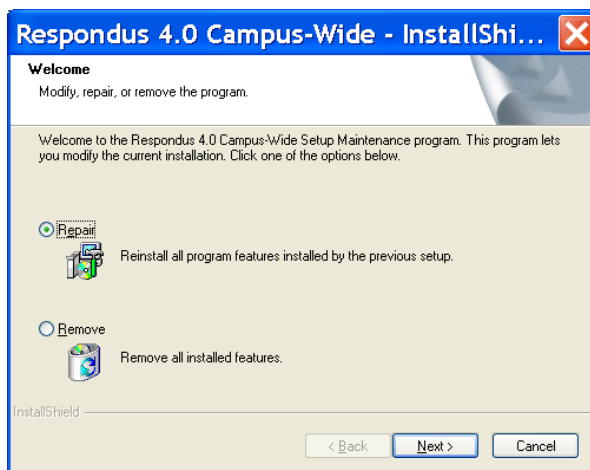 Respondus 4.0 Campus-Wide - InstallShi...
Welcome
Modify, repair, or remove the program.
Welcome to the Respondus 4.0 Campus-Wide Setup Maintenance program. This program lets
you modify the current installation. Click one of the options below.
Repair
Reinstall all program features installed by the previous setup.
Remove
Remove all installed features.
InstallShield
< Back
Next >
Cancel